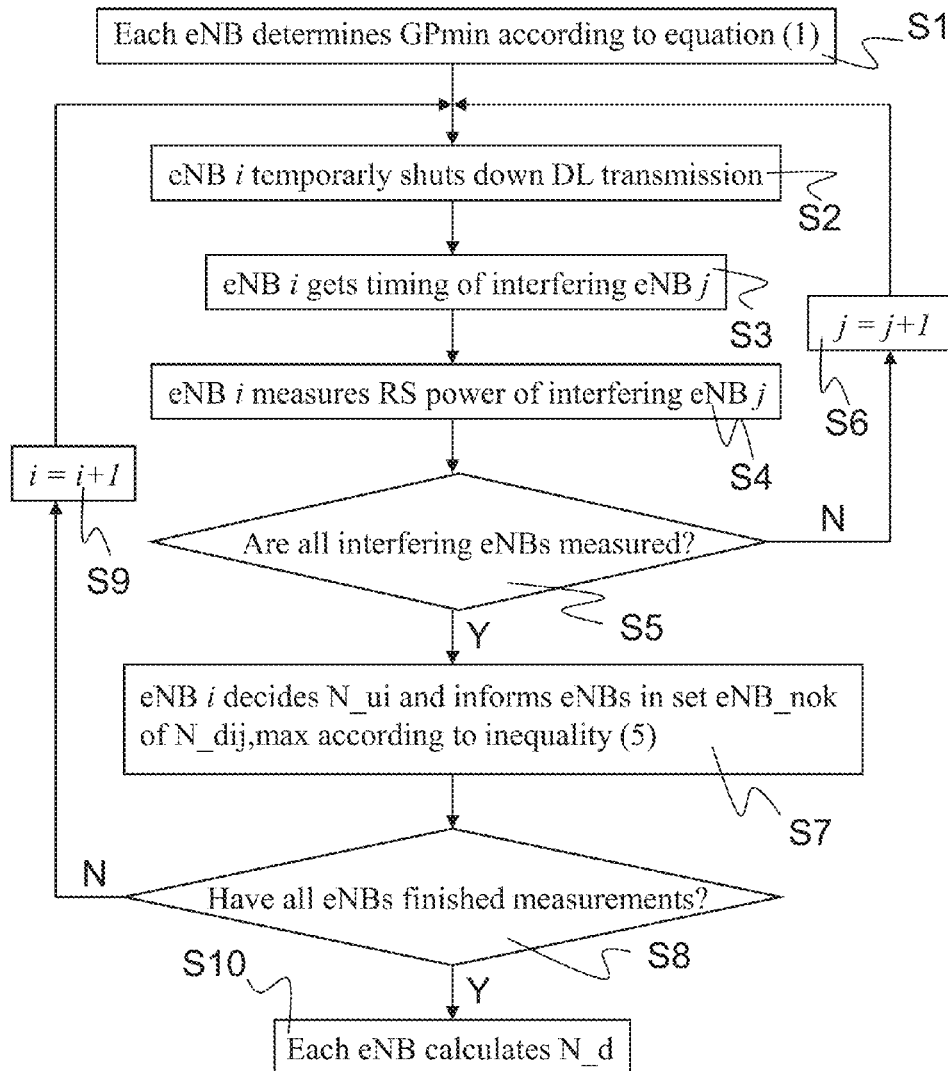 Each eNB determines GPmin according to equation (1)
S1
eNB i temporarly shuts down DL transmission
S2
eNB i gets timing of interfering eNB j
S3
j = j+1
S6
eNB i measures RS power of interfering eNB j
S4
i = i+1
S9
N
Are all interfering eNBs measured?
S5
Y
eNB i decides N_ui and informs eNBs in set eNB_nok
of N_dij,max according to inequality (5)
S7
N
Have all eNBs finished measurements?
S8
S10
Y
Each eNB calculates N_d